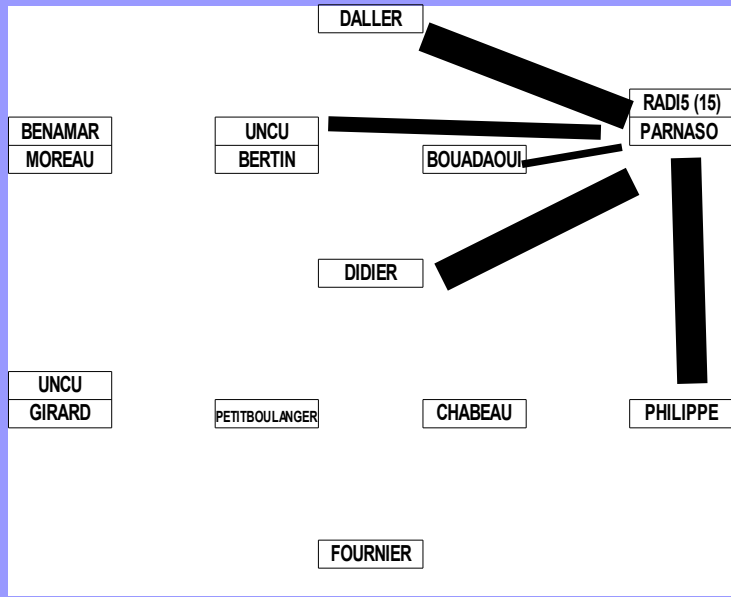 DALLER
RADI5 (15)
PARNASO
BENAMAR
MOREAU
UNCU
BERTIN
BOUADAOUI
DIDIER
UNCU
GIRARD
PETITBOULANGER
CHABEAU
PHILIPPE
FOURNIER